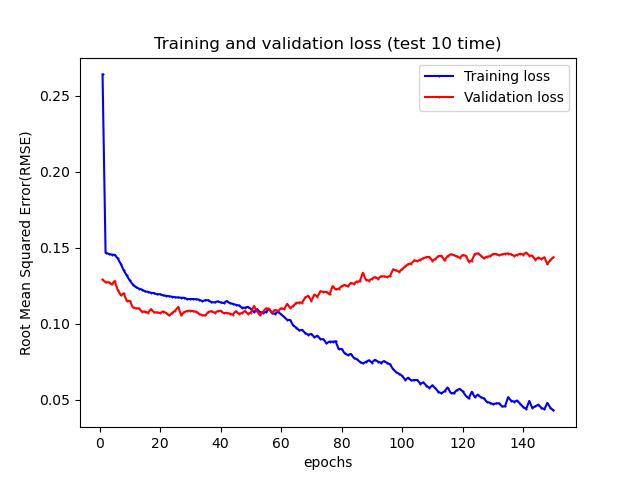 Training and validation loss (test 10 time)
Training loss
Validation loss
Root Mean Squared Error(RMSE)
0.25
0.20
0.15
0.10
0.05
0 20 40 60 80 100 120 140
epochs